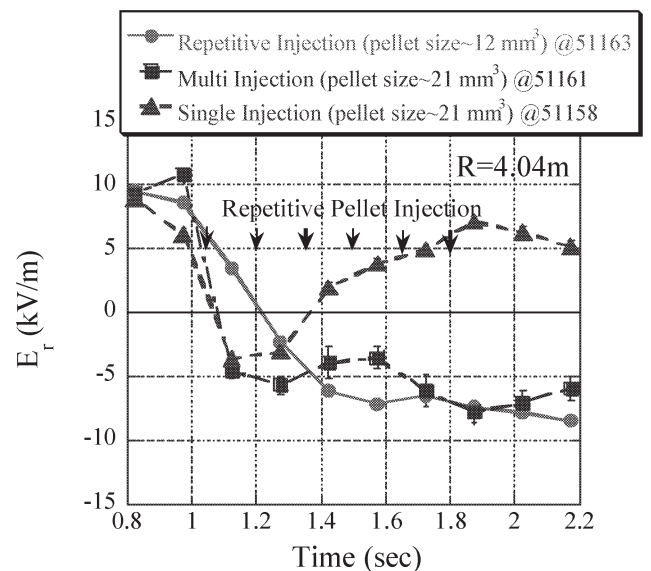 Repetitive Injection (pellet size~12 mm³) @51163
Multi Injection (pellet size~21 mm³) @51161
Single Injection (pellet size~21 mm³) @51158
15
R=4.04m
10
Repetitive Pellet Injection
5
0
-5
-10
-15
E_r (kV/m)
0.8 1 1.2 1.4 1.6 1.8 2 2.2
Time (sec)